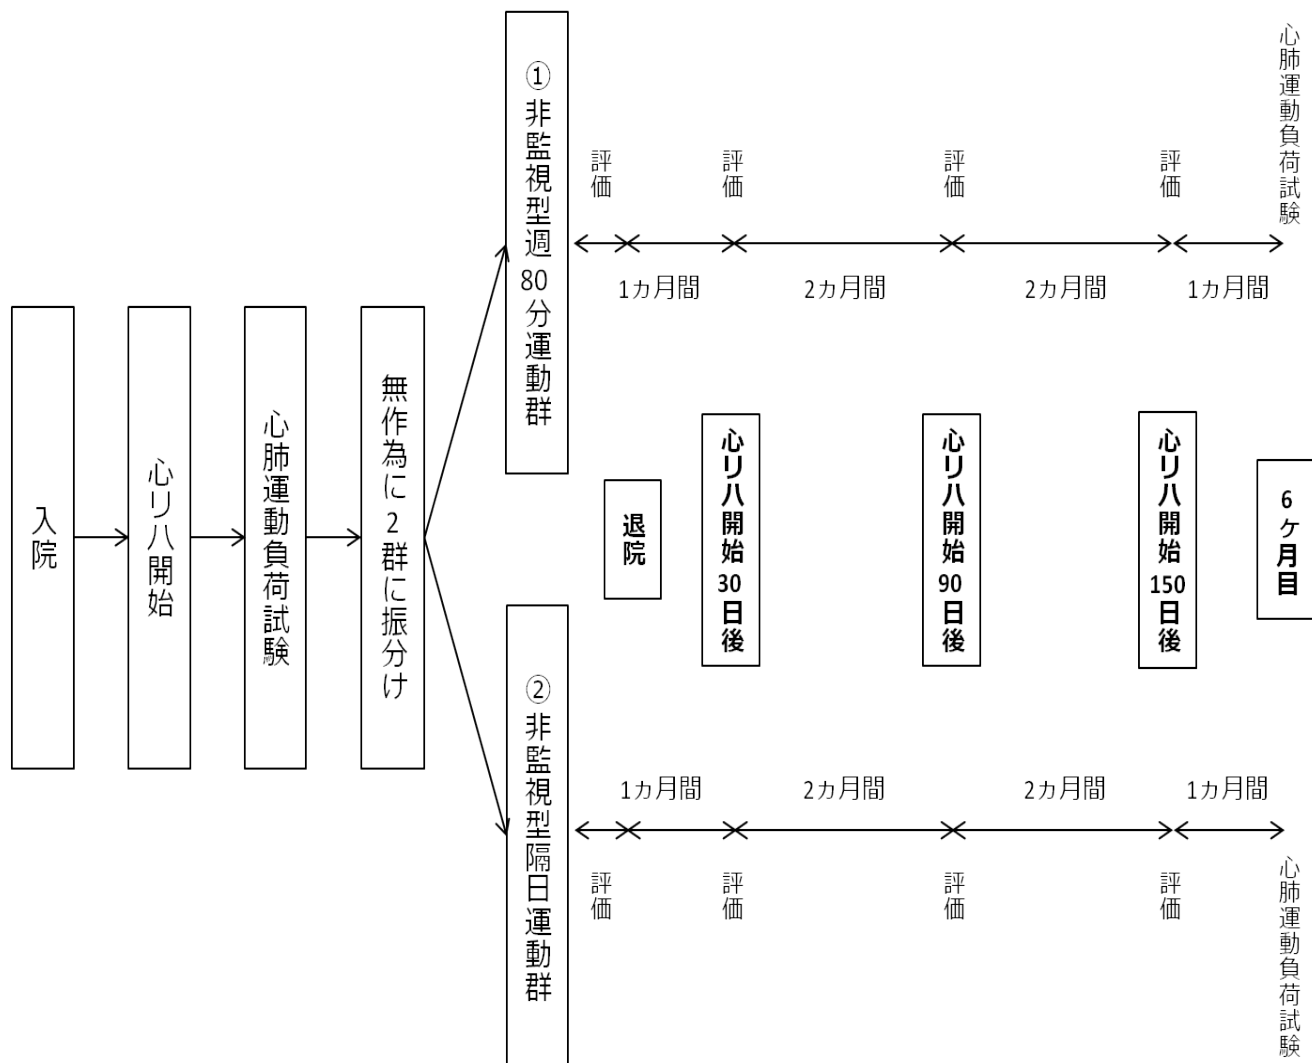 入院
心リハ開始
心肺運動負荷試験
無作為に2群に振分け
①非監視型週80分運動群
評価
評価
評価
評価
心肺運動負荷試験
1カ月間
2カ月間
2カ月間
1カ月間
退院
心リハ開始30日後
心リハ開始90日後
心リハ開始150日後
6ヶ月目
②非監視型隔日運動群
1カ月間
2カ月間
2カ月間
1カ月間
評価
評価
評価
評価
心肺運動負荷試験